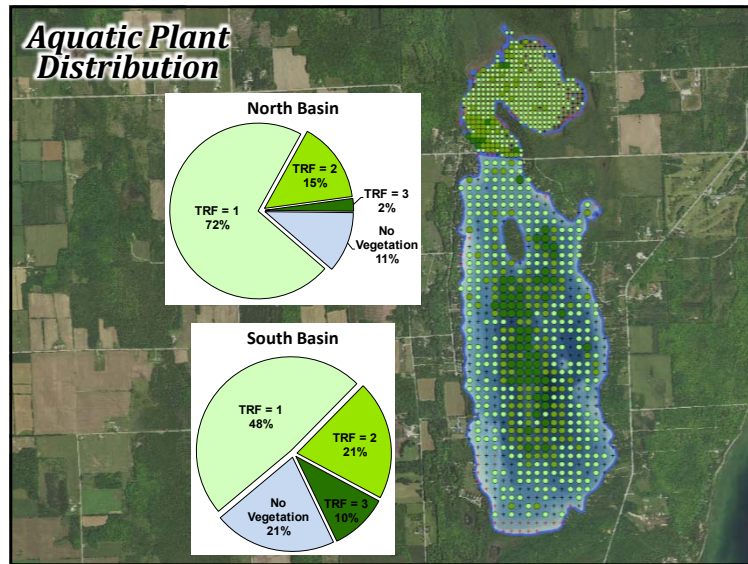 Aquatic Plant
Distribution
North Basin
TRF = 2
15%
TRF = 3
2%
TRF = 1
72%
No
Vegetation
11%
South Basin
TRF = 1
48%
TRF = 2
21%
TRF = 3
10%
No
Vegetation
21%